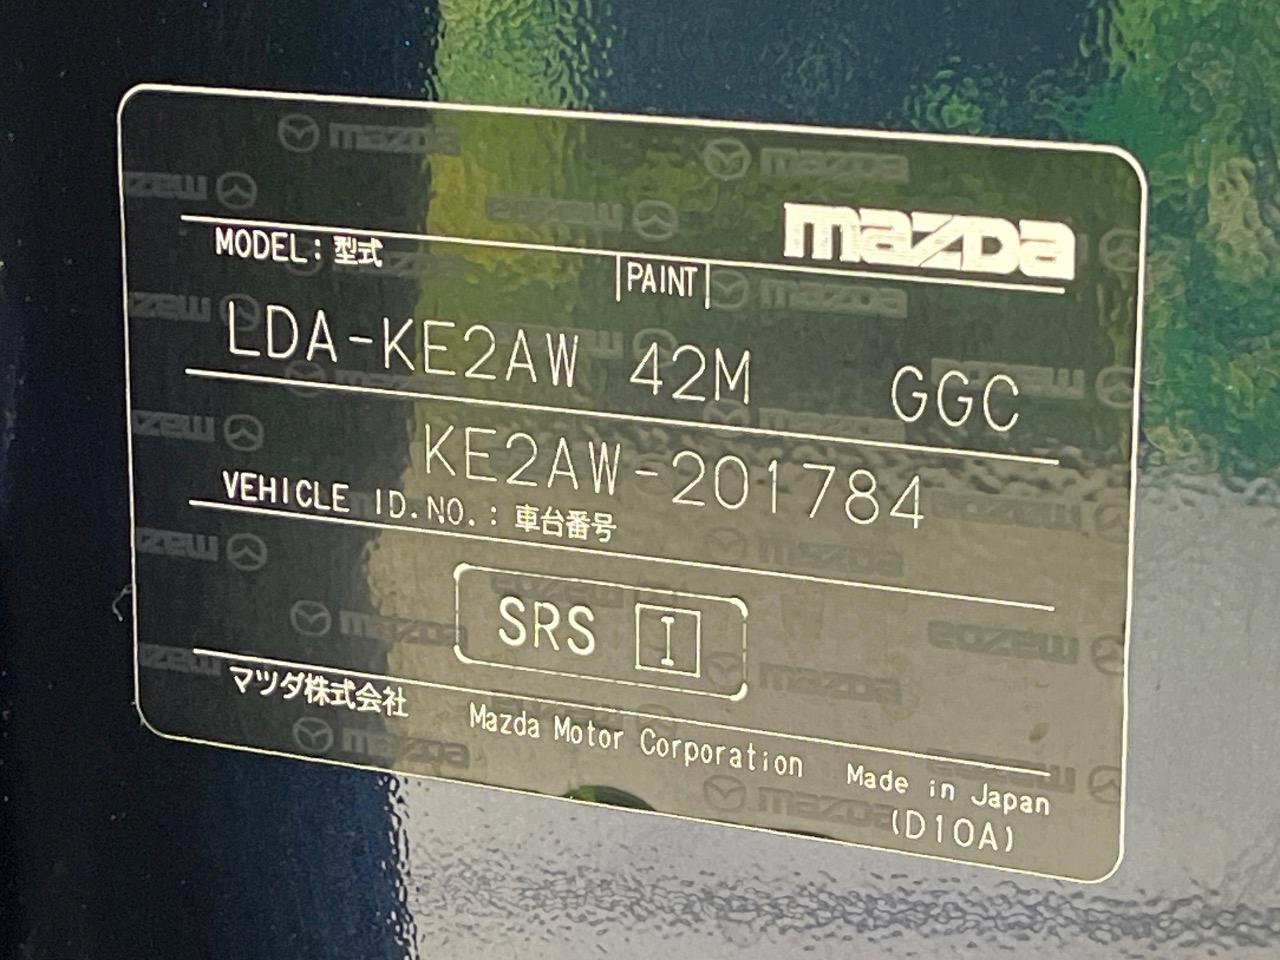 mazda
MODEL：型式
PAINT
LDA-KE2AW 42M GGC
KE2AW-201784
VEHICLE ID.NO.：車台番号
SRS I
マツダ株式会社 Mazda Motor Corporation Made in Japan
(D10A)